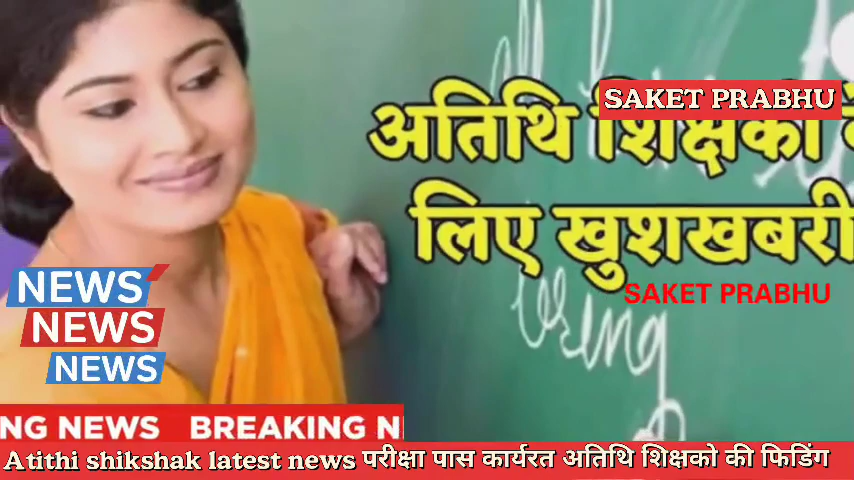 SAKET PRABHU
अतिथि शिक्षकों
लिए खुशखबरी
SAKET PRABHU
being
NEWS
NEWS
NEWS
NG NEWS BREAKING N
Atithi shikshak latest news परीक्षा पास कार्यरत अतिथि शिक्षको की फिडिंग